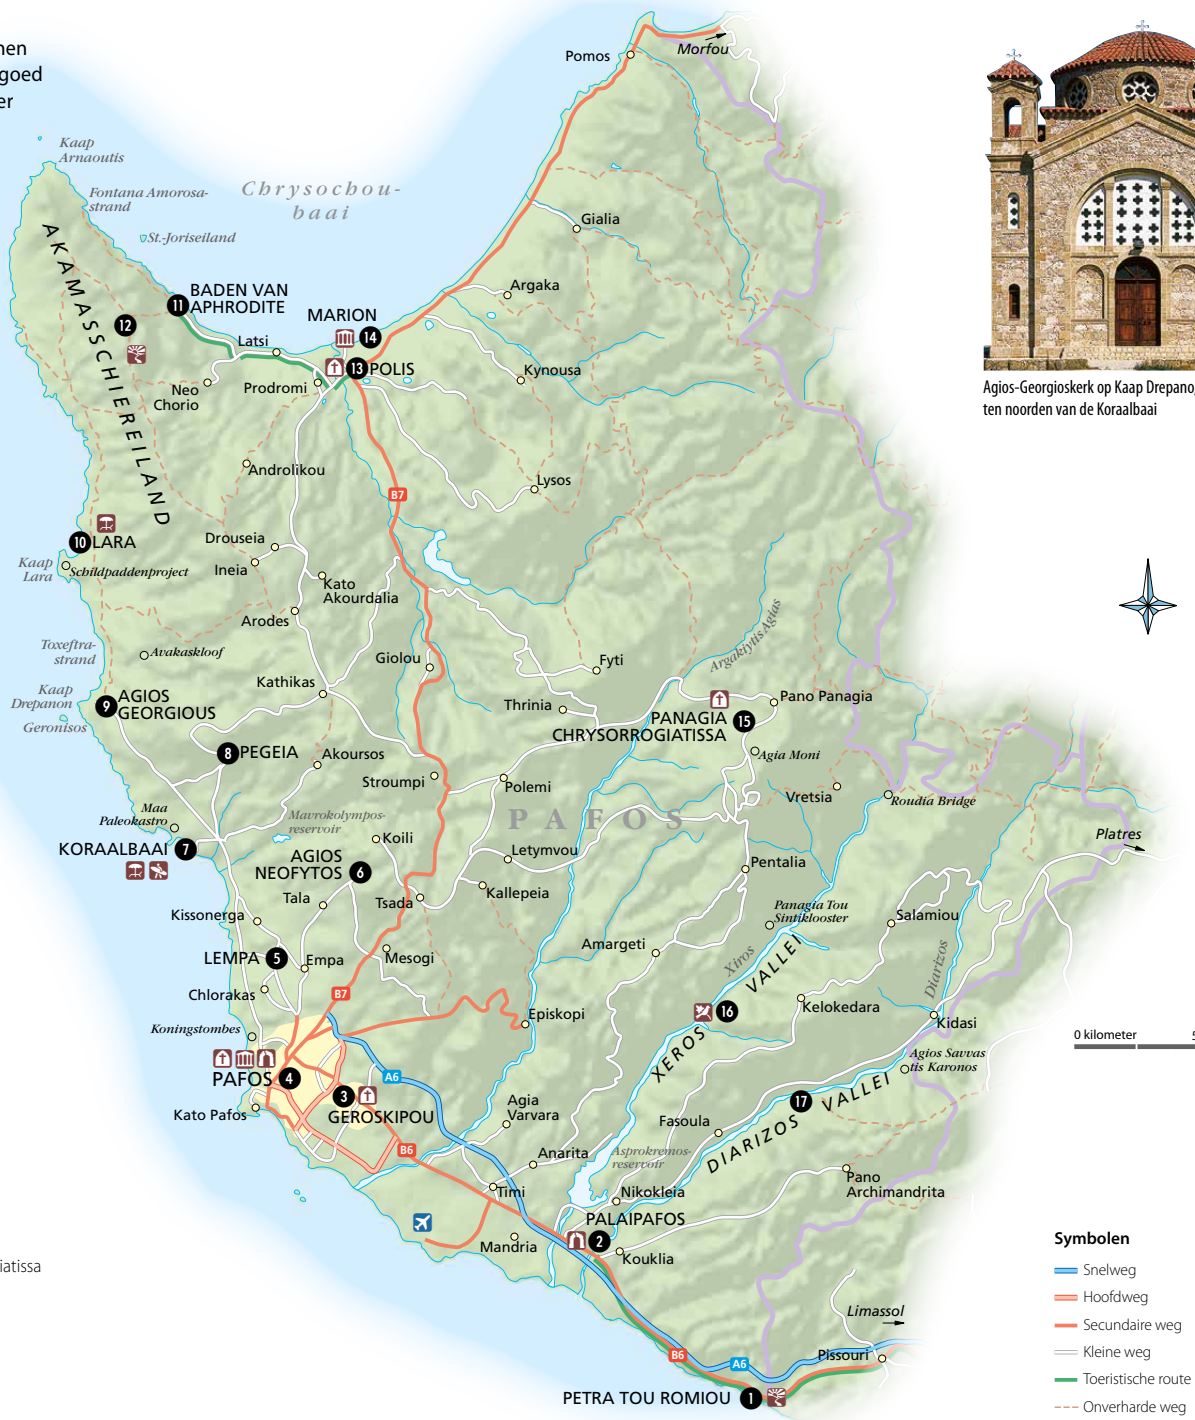 nen
goed
er
Pomos
Morfou
Kaap
Arnaoutis
Fontana Amorosa-
strand
Chrysochou-
baai
St.-Joriseiland
Gialia
AKAMASSCHIEREILAND
11 BADEN VAN
APHRODITE
Argaka
12
MARION
14
Latsi
13 POLIS
Neo
Chorio
Prodromi
Kynousa
Agios-Georgioskerk op Kaap Drepano,
ten noorden van de Koraalbaai
Androlikou
Lysos
B7
10 LARA
Drouseia
Kaap
Lara
Schildpaddenproject
Ineia
Kato
Akourdalia
Arodes
Toxeftra-
strand
Avakaskloof
Giolou
Fyti
Argakiytis Agias
Kathikas
Kaap
Drepanon
9 AGIOS
GEORGIOUS
Geronisos
Thrinia
Pano Panagia
PANAGIA
CHRYSORROGIATISSA
15
8 PEGEIA
Akoursos
Agia Moni
Stroumpi
Polemi
Vretsia
Roudia Bridge
Maa
Paleokastro
Mavrokolympos-
reservoir
PAFOS
Platres
KORAALBAAI 7
Koili
AGIOS
NEOFYTOS
6
Letymvou
Pentalia
Tala
Tsada
Kallepeia
Kissonerga
Panagia Tou
Sintiklooster
Salamiou
LEMPA 5
Empa
Mesogi
Amargeti
Xiros
Diarizos
Chlorakas
B7
XEROS VALLEI
16
Kelokedara
Koningstombes
Episkopi
Kidasi
0 kilometer 5
PAFOS 4
A6
Agios Savvas
tis Karonos
3
GEROSKIPOU
Kato Pafos
Agia
Varvara
17
DIARIZOS VALLEI
Fasoula
B6
Anarita
Asprokremos-
reservoir
Timi
Nikokleia
Pano
Archimandrita
PALAIPAFOS
2
Mandria
Kouklia
iatissa
Symbolen
Snelweg
Hoofdweg
Secundaire weg
Kleine weg
Toeristische route
Onverharde weg
Limassol
B6
A6
Pissouri
PETRA TOU ROMIOU 1